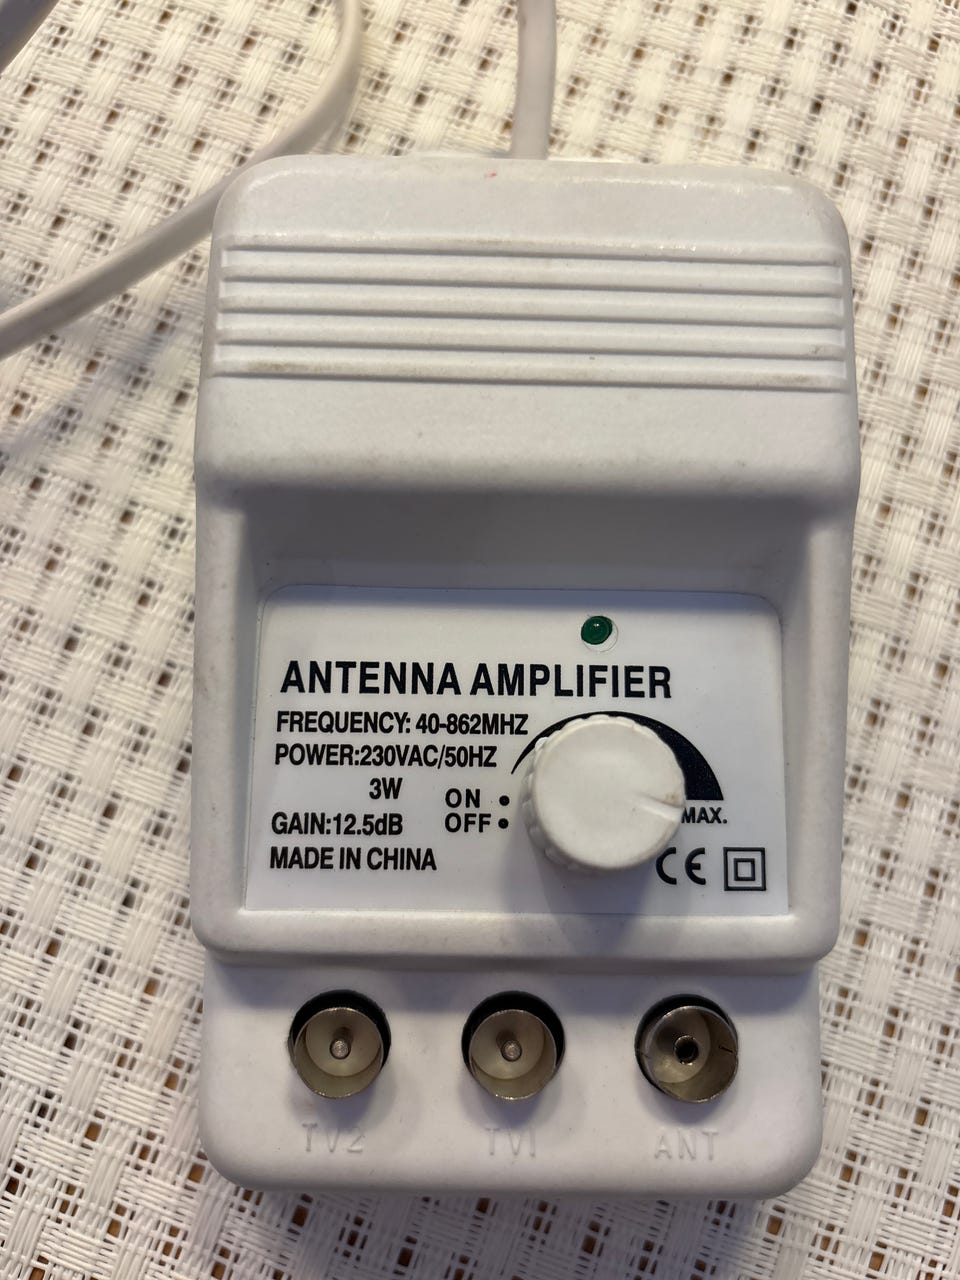 ANTENNA AMPLIFIER
FREQUENCY: 40-862MHZ
POWER:230VAC/50HZ
3W
ON
OFF
MAX.
GAIN:12.5dB
MADE IN CHINA
CE
TV2 TV1 ANT